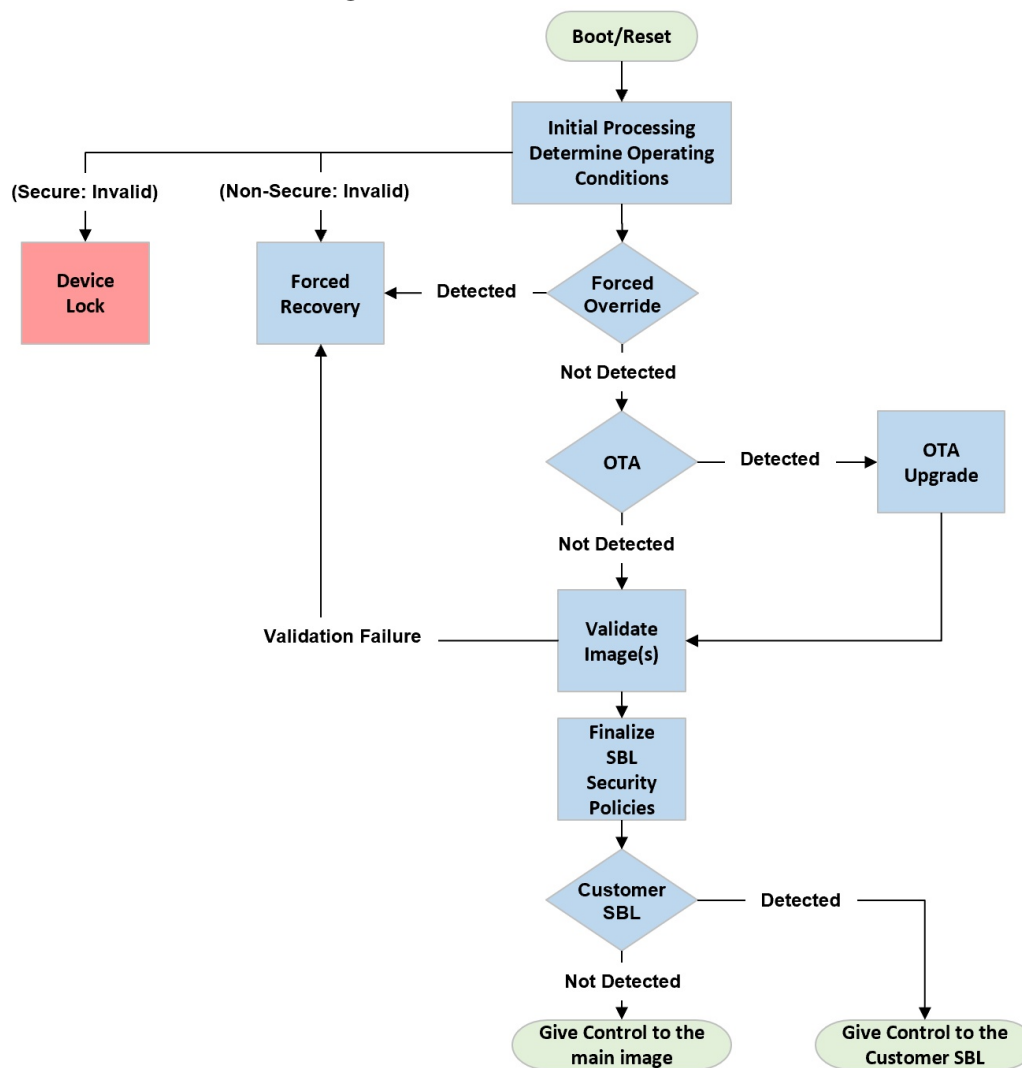 Boot/Reset
Initial Processing
Determine Operating
Conditions
(Secure: Invalid)
(Non-Secure: Invalid)
Device
Lock
Forced
Recovery
Detected
Forced
Override
Not Detected
OTA
Detected
OTA
Upgrade
Not Detected
Validation Failure
Validate
Image(s)
Finalize
SBL
Security
Policies
Customer
SBL
Detected
Not Detected
Give Control to the
main image
Give Control to the
Customer SBL